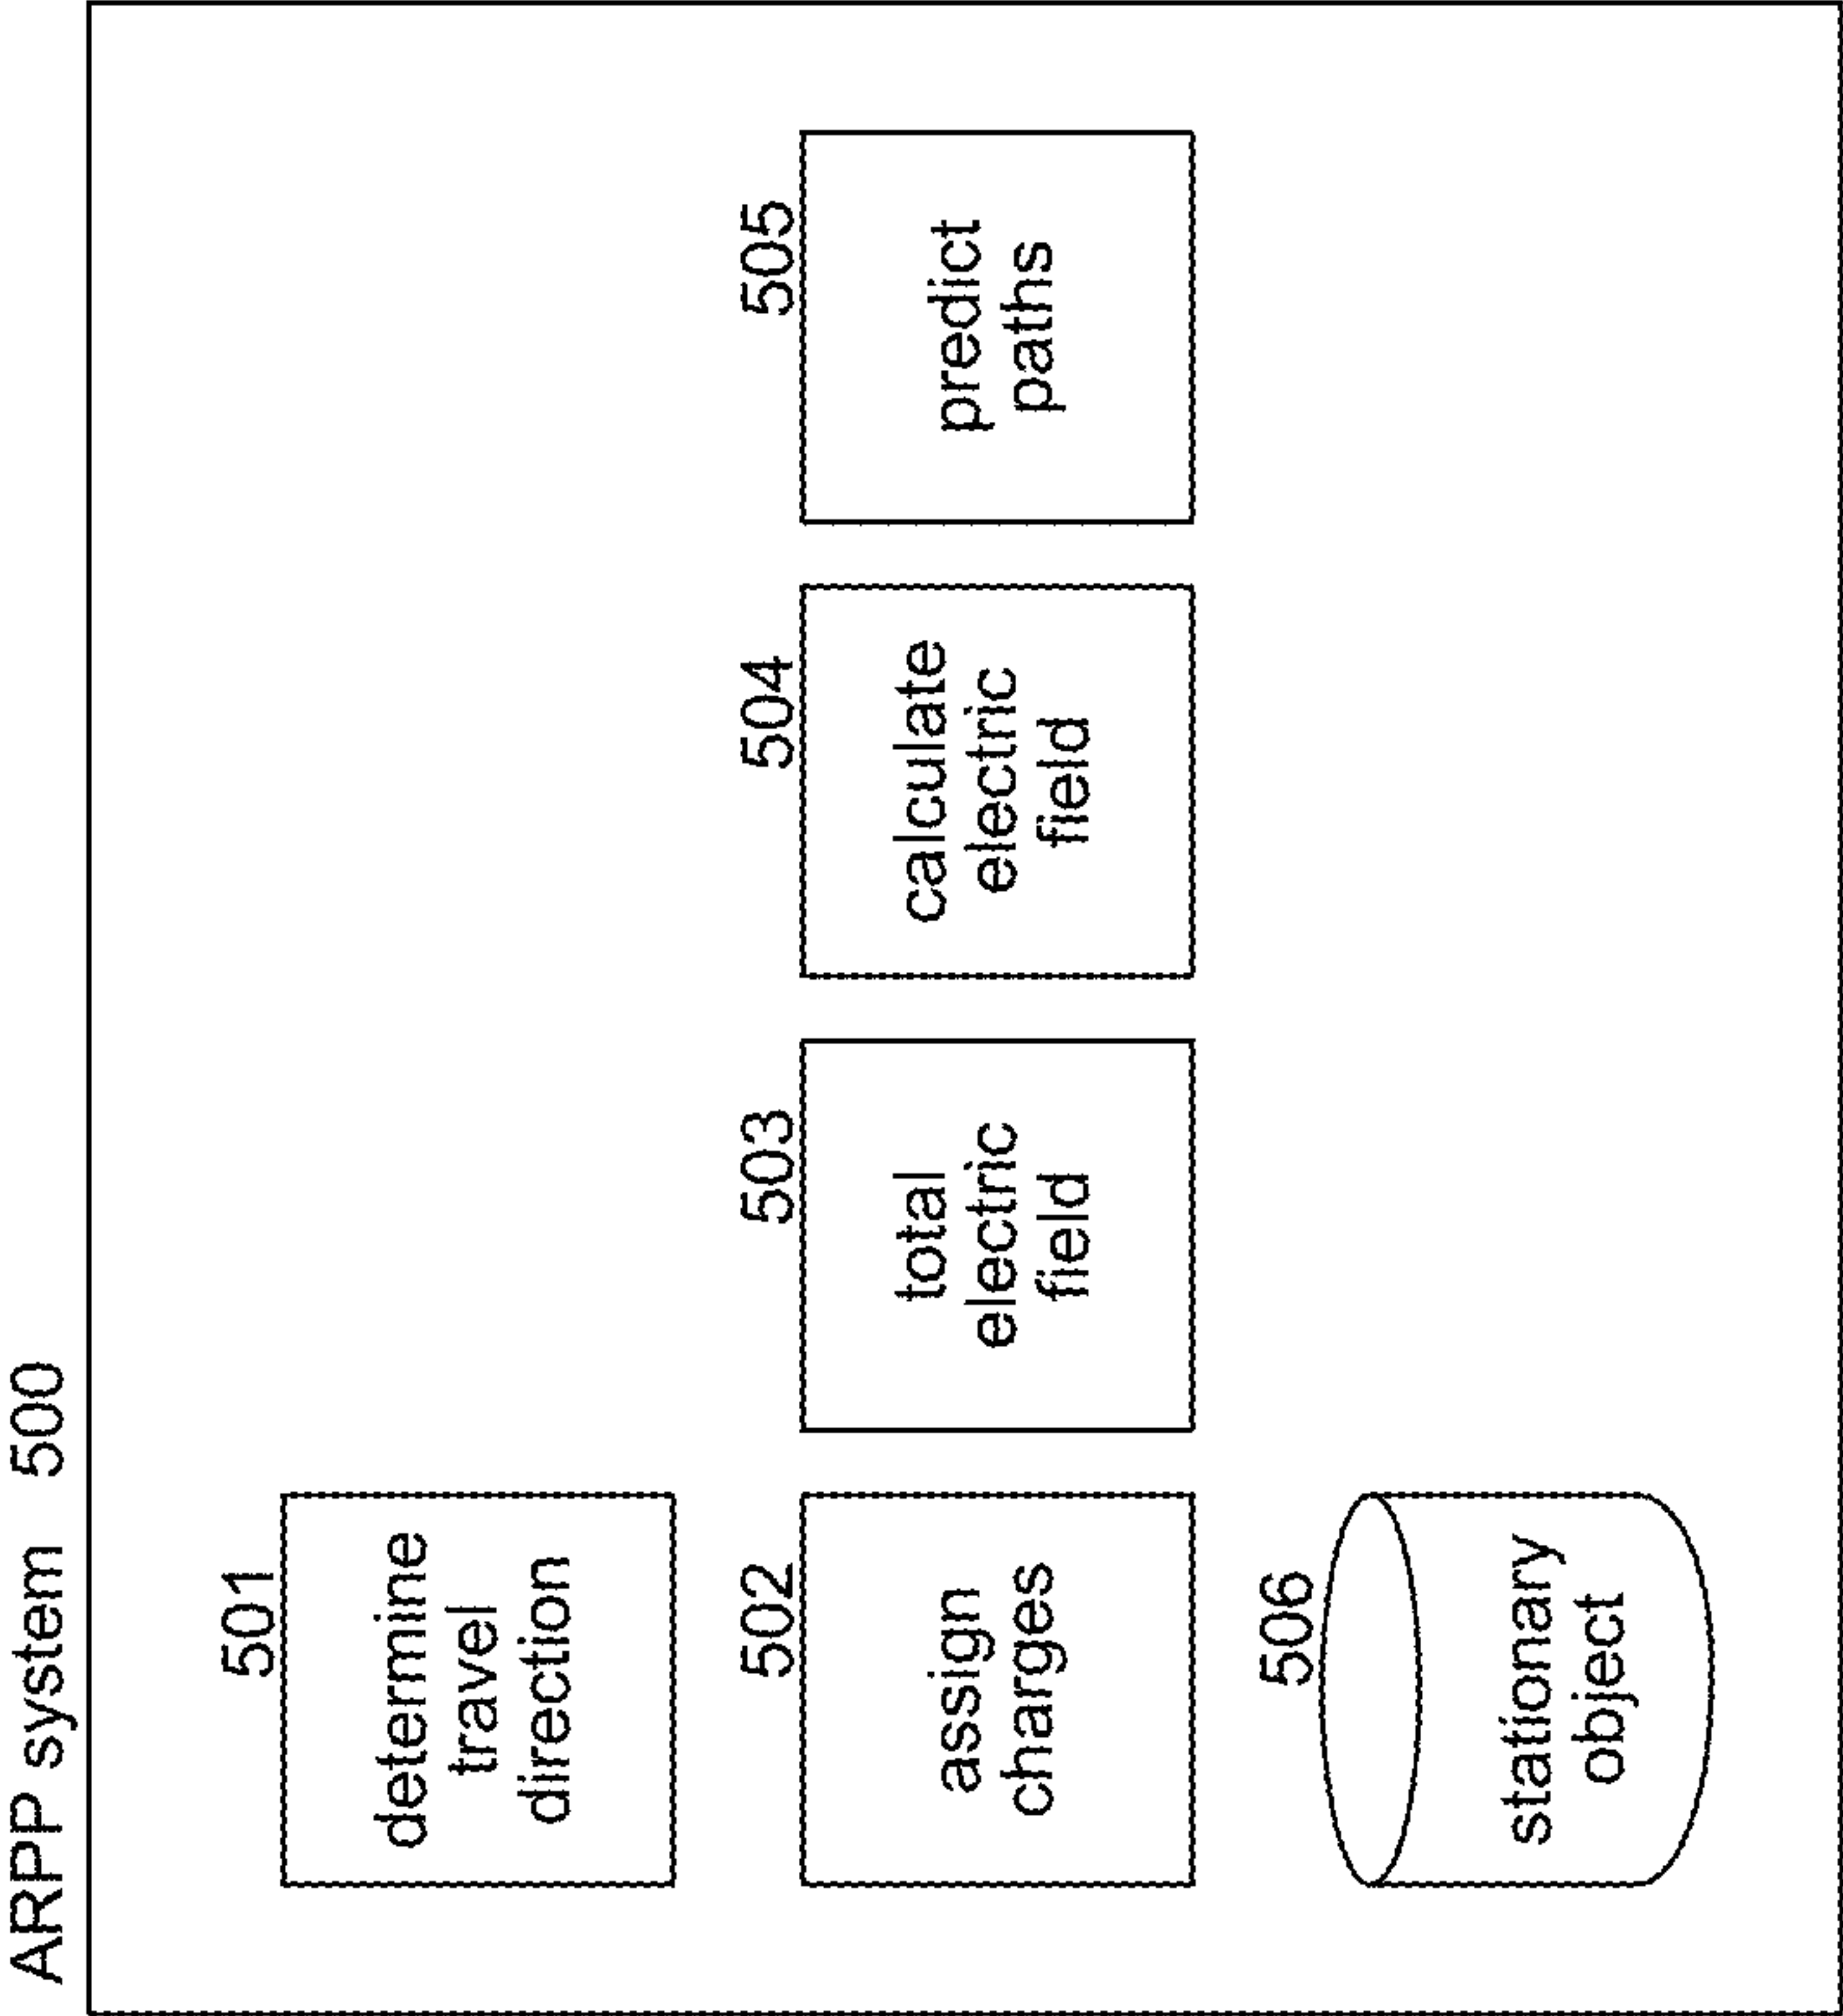 ARPP system 500
501
determine
travel
direction
502
assign
charges
503
total
electric
field
504
calculate
electric
field
505
predict
paths
506
stationary
object